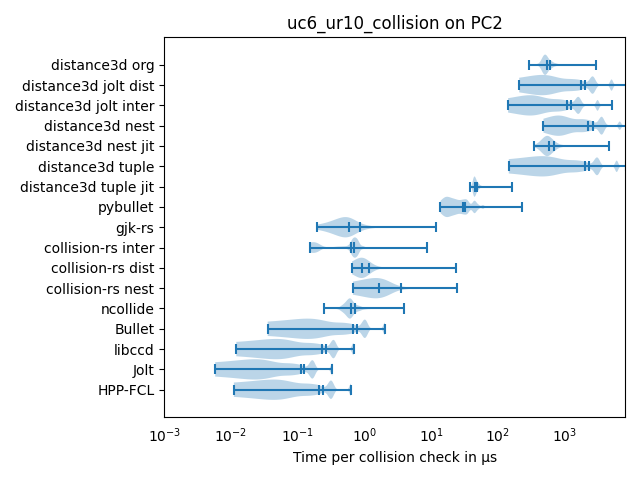 uc6_ur10_collision on PC2
distance3d org
distance3d jolt dist
distance3d jolt inter
distance3d nest
distance3d nest jit
distance3d tuple
distance3d tuple jit
pybullet
gjk-rs
collision-rs inter
collision-rs dist
collision-rs nest
ncollide
Bullet
libccd
Jolt
HPP-FCL
10⁻³ 10⁻² 10⁻¹ 10⁰ 10¹ 10² 10³
Time per collision check in µs